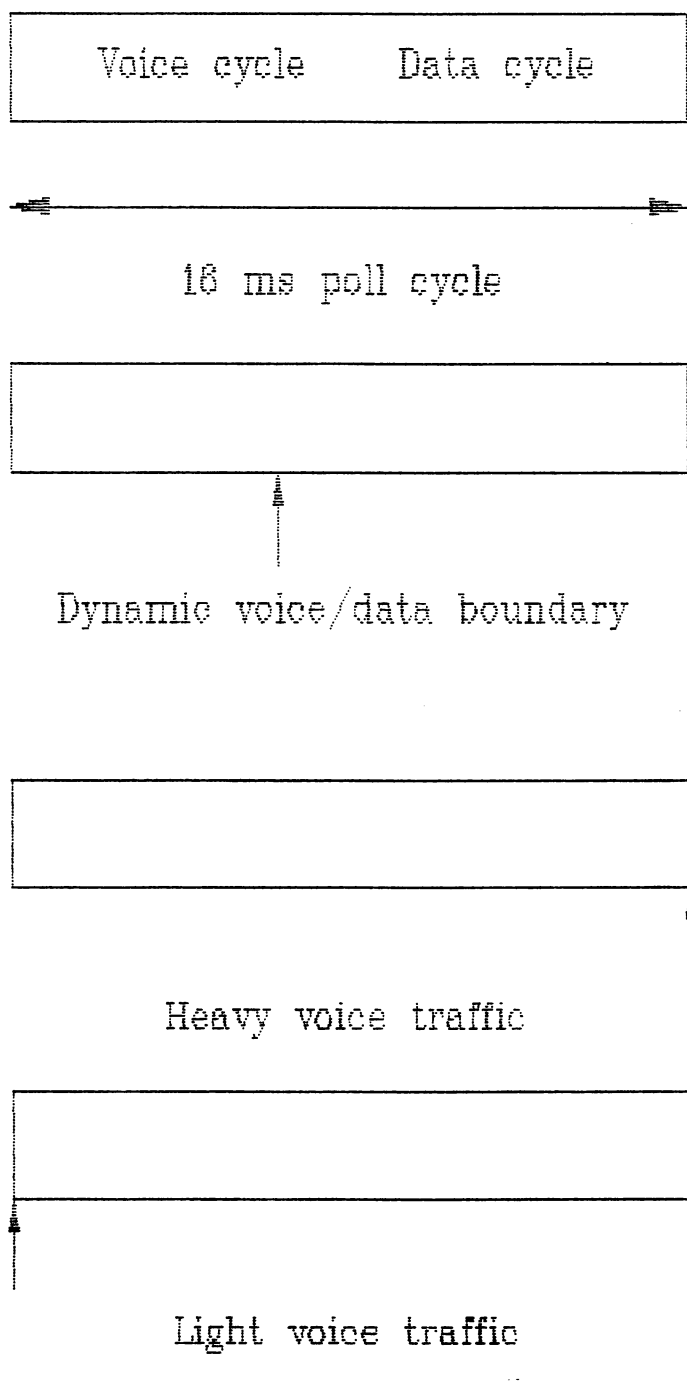 Voice cycle Data cycle
16 ms poll cycle
Dynamic voice/data boundary
Heavy voice traffic
Light voice traffic